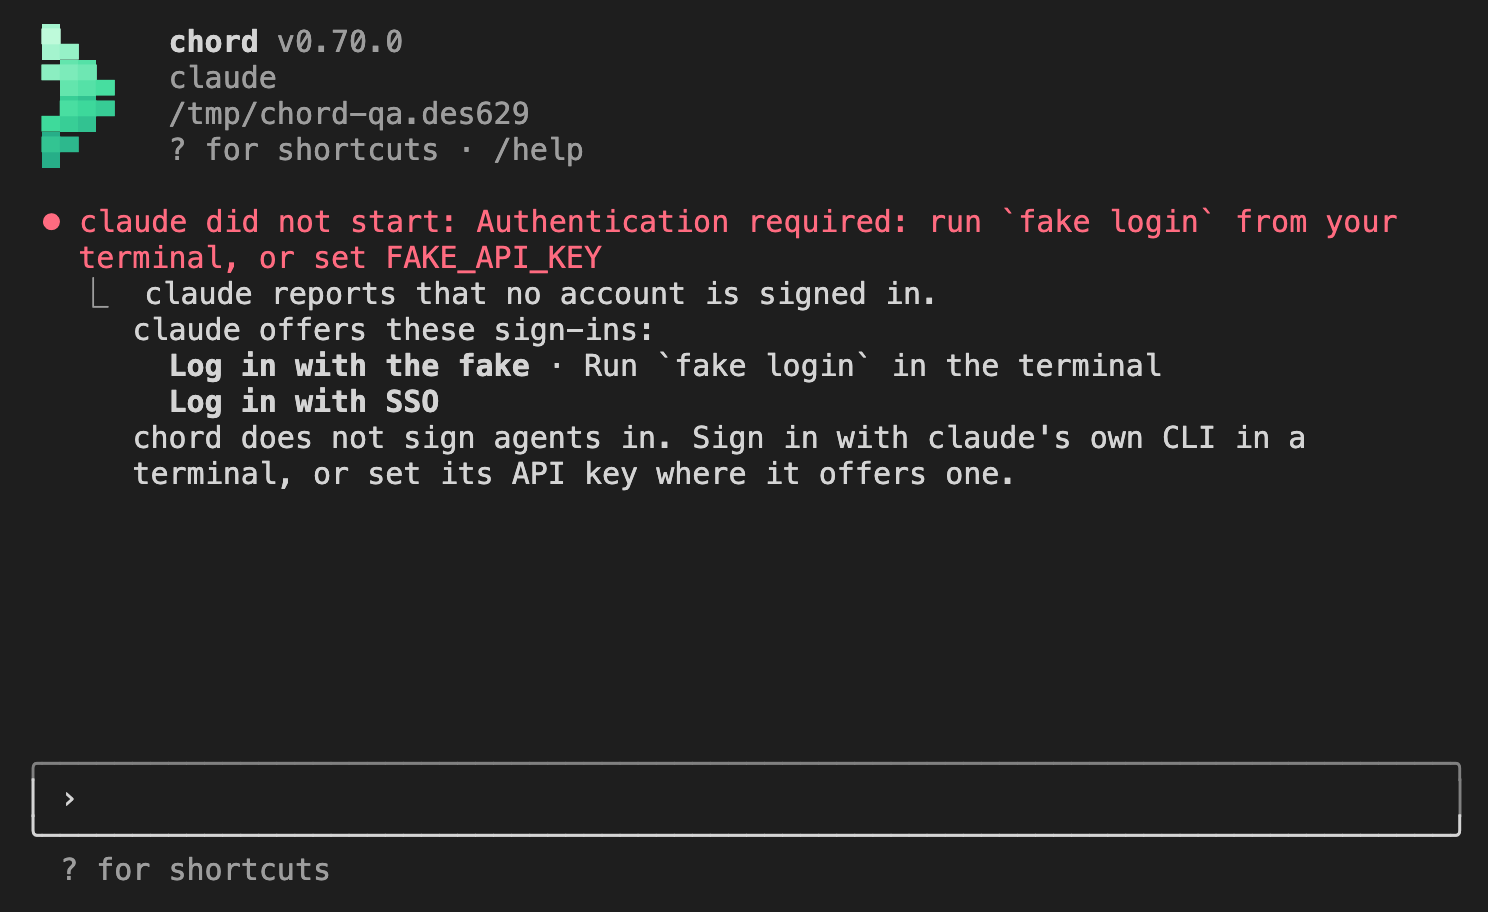 chord v0.70.0
claude
/tmp/chord-qa.des629
? for shortcuts · /help
● claude did not start: Authentication required: run `fake login` from your
terminal, or set FAKE_API_KEY
⎿  claude reports that no account is signed in.
claude offers these sign-ins:
Log in with the fake · Run `fake login` in the terminal
Log in with SSO
chord does not sign agents in. Sign in with claude's own CLI in a
terminal, or set its API key where it offers one.
›
? for shortcuts